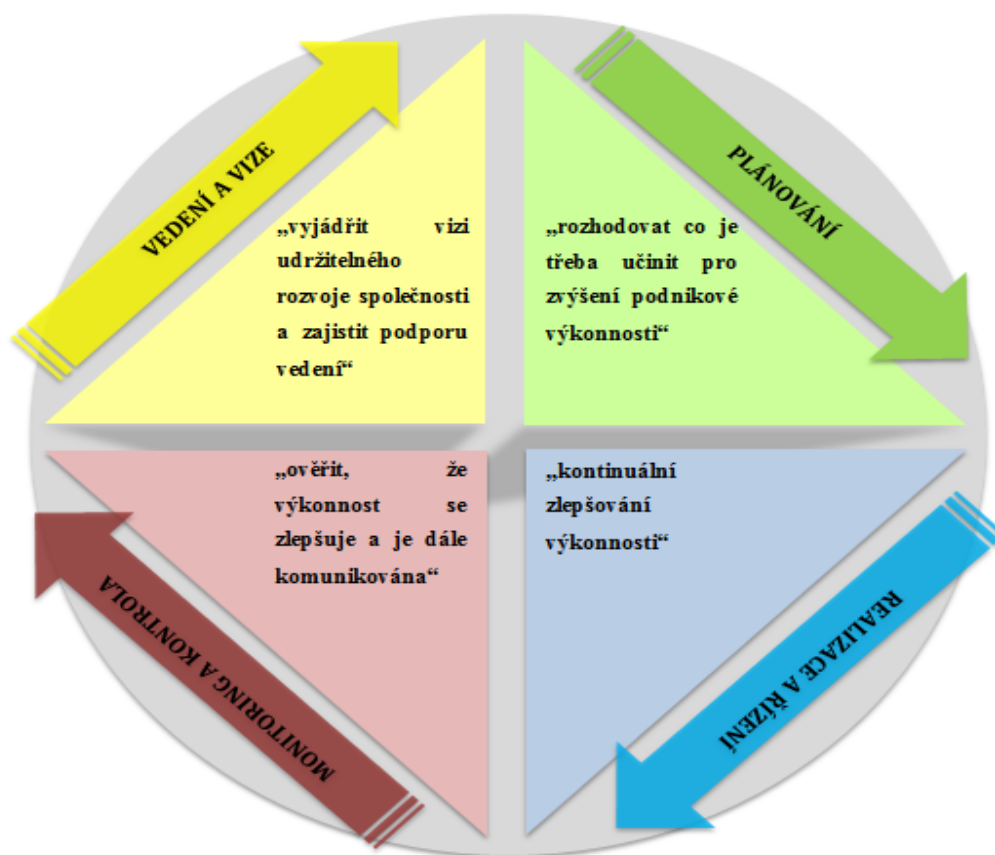 VEDENÍ A VIZE
„vyjádřit vizi
udržitelného
rozvoje společnosti
a zajistit podporu
vedení“
PLÁNOVÁNÍ
„rozhodovat co je
třeba učinit pro
zvýšení podnikové
výkonnosti“
„ověřit, že
výkonnost se
zlepšuje a je dále
komunikována“
MONITORING A KONTROLA
„kontinuální
zlepšování
výkonnosti“
REALIZACE A ŘÍZENÍ